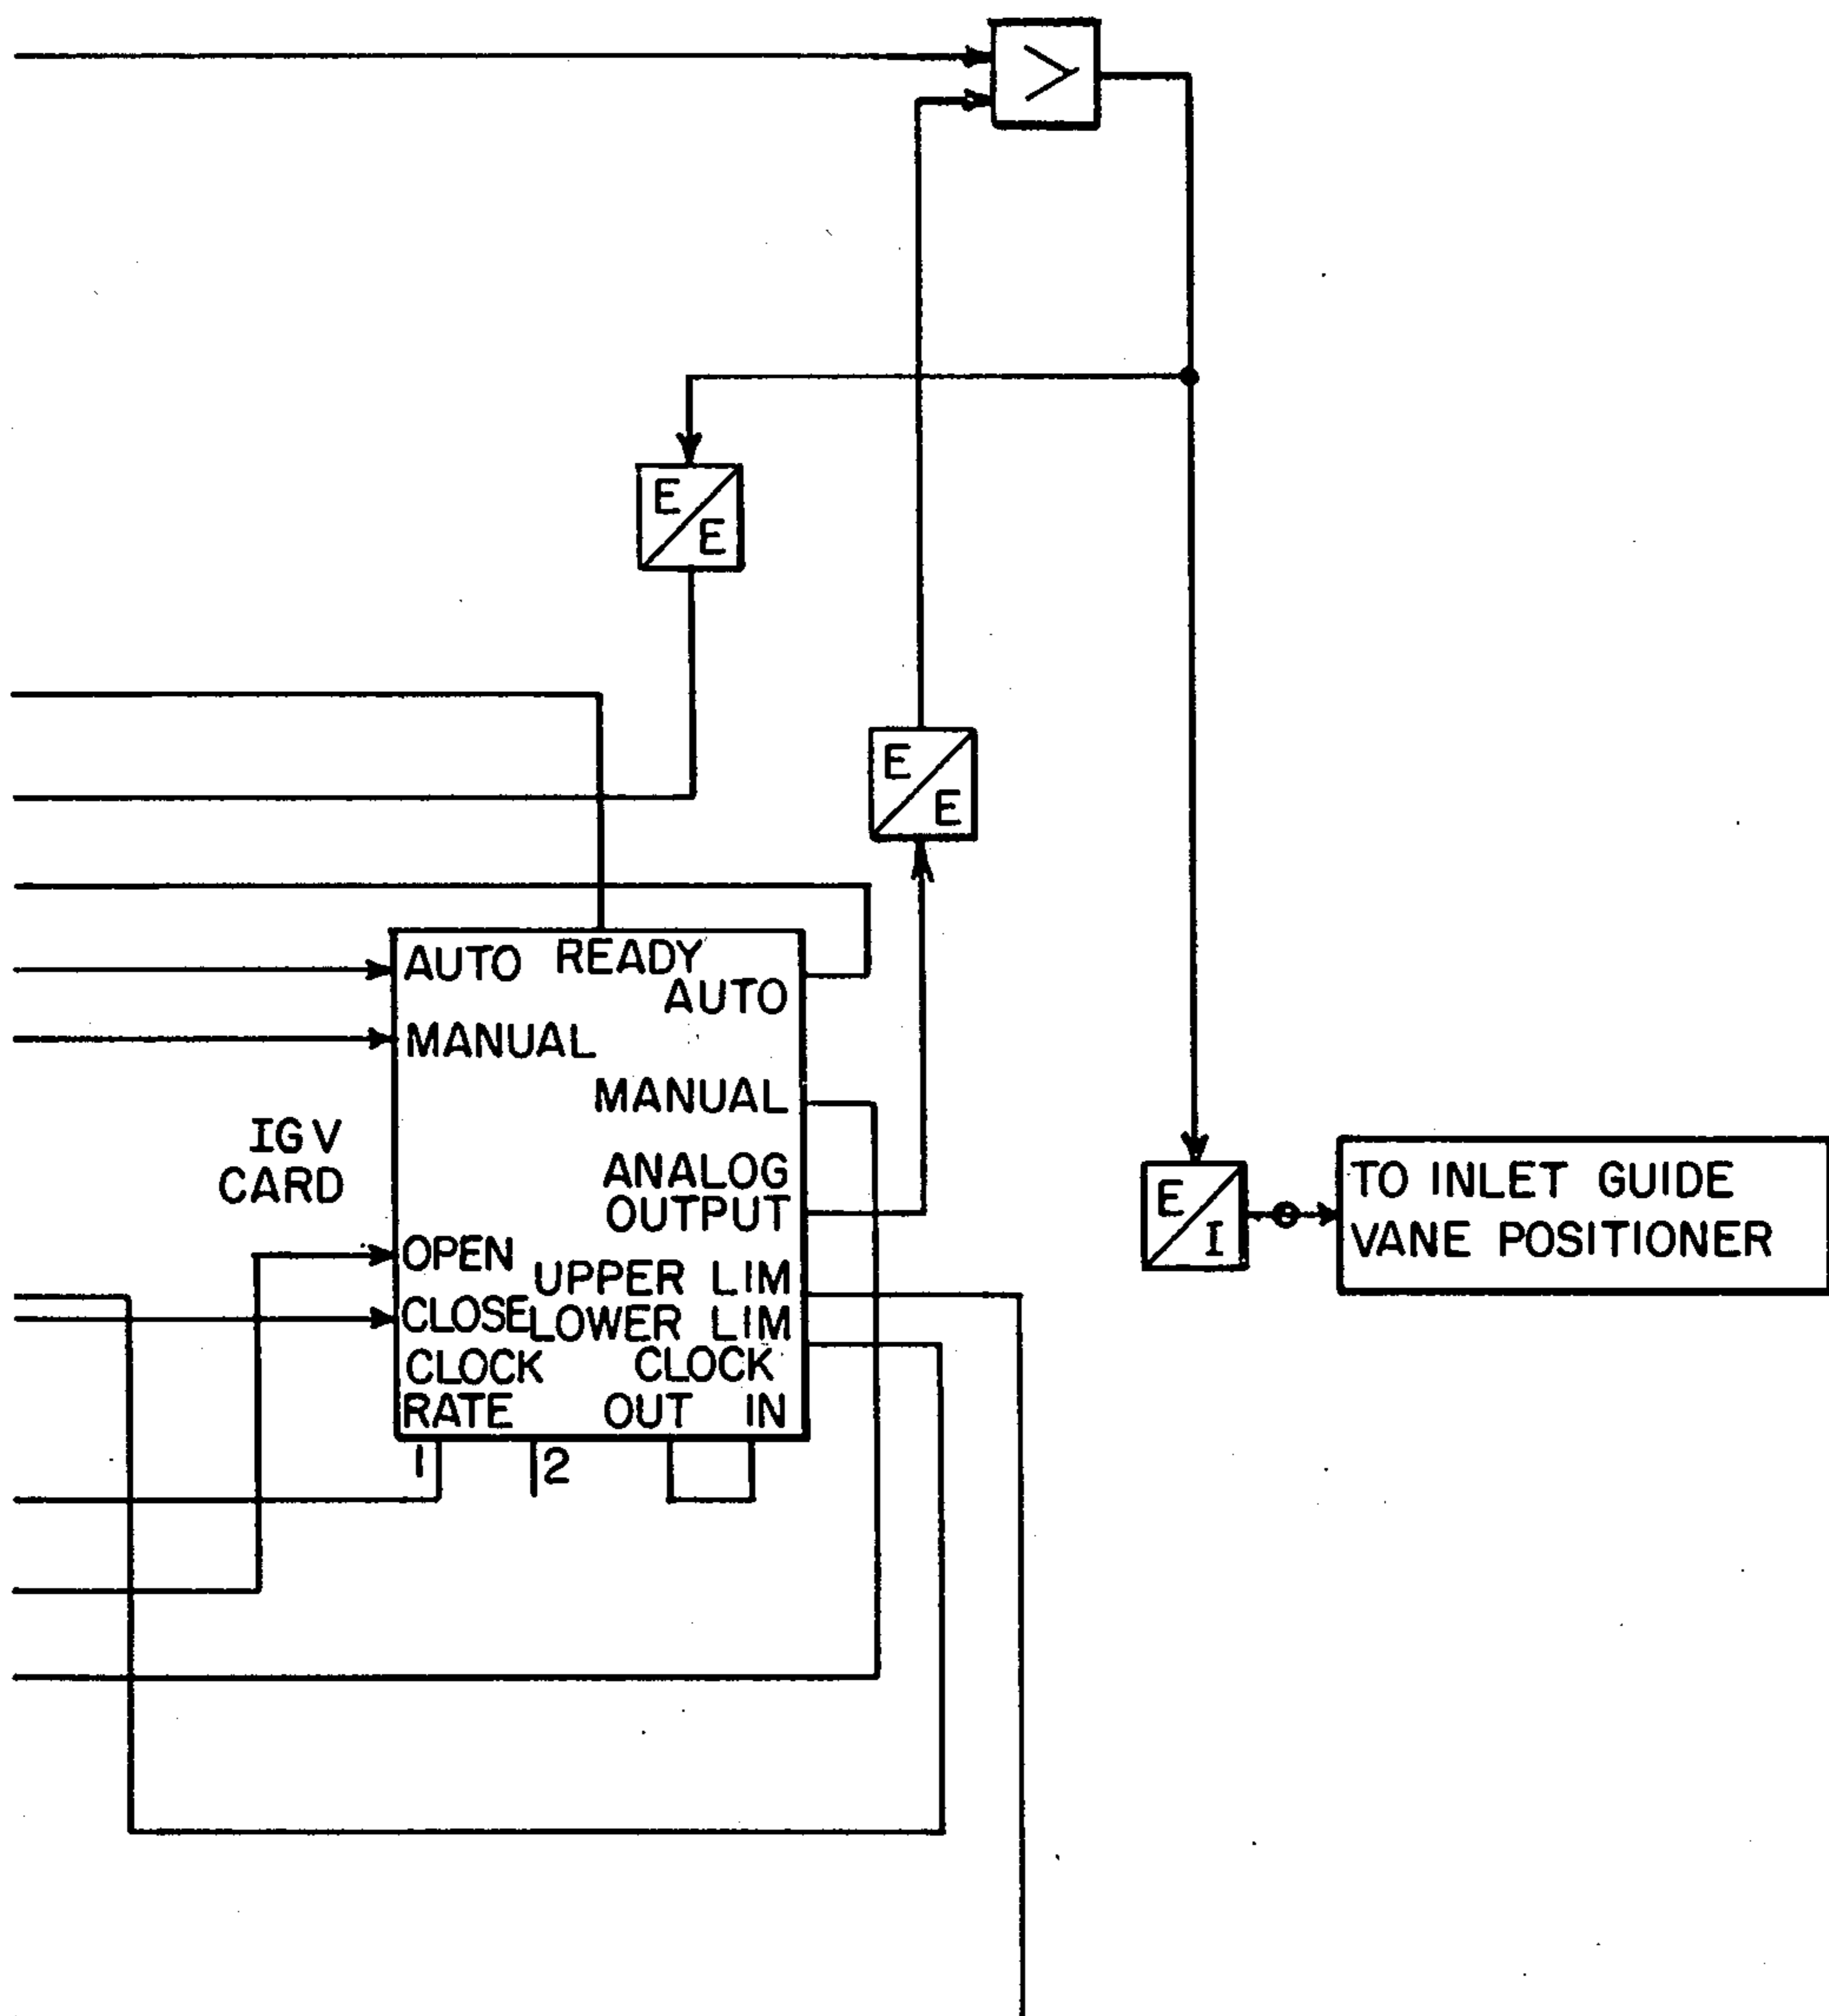 >
E
E
E
E
AUTO READY
AUTO
MANUAL
MANUAL
IGV
CARD
ANALOG
OUTPUT
E
I
TO INLET GUIDE
VANE POSITIONER
OPEN
UPPER LIM
CLOSE LOWER LIM
CLOCK CLOCK
RATE OUT IN
1 2